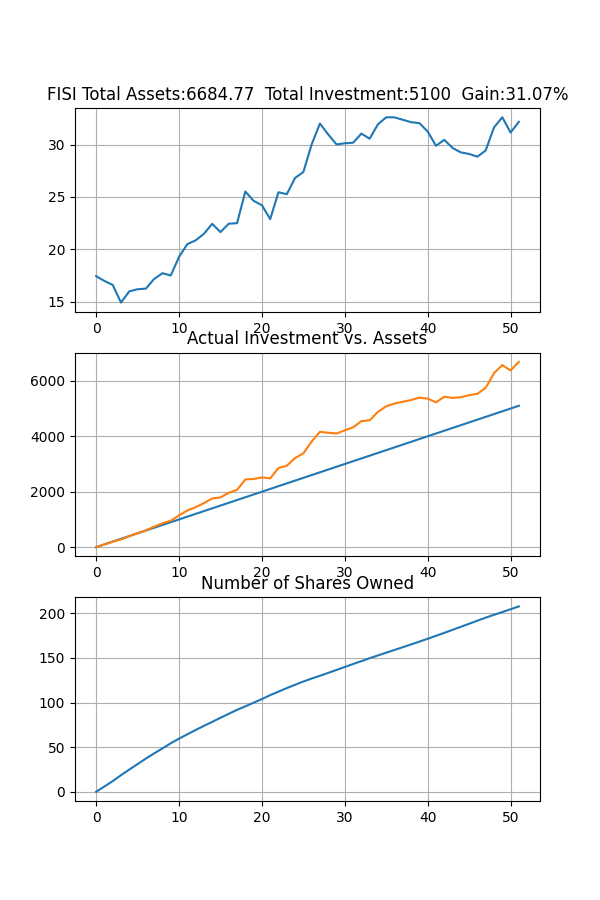 FISI Total Assets:6684.77  Total Investment:5100  Gain:31.07%
30
25
20
15
0 10 20 30 40 50
Actual Investment vs. Assets
6000
4000
2000
0
0 10 20 30 40 50
Number of Shares Owned
200
150
100
50
0
0 10 20 30 40 50